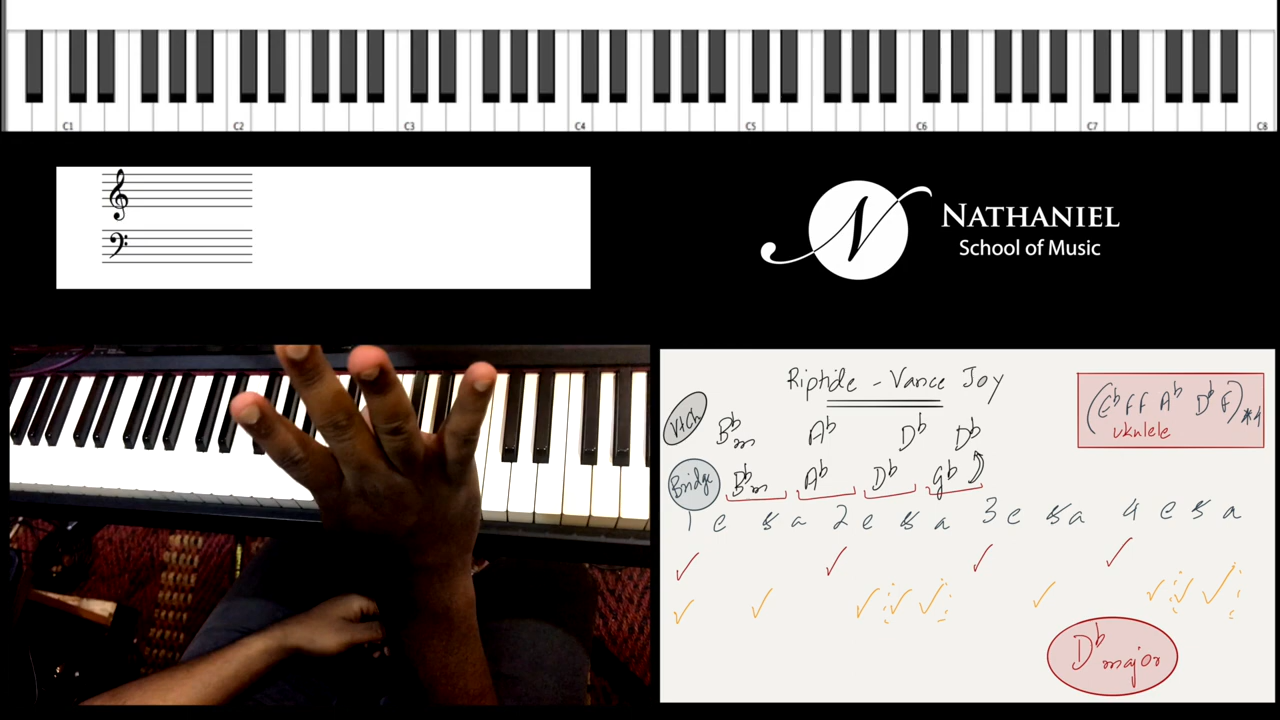 C1 C2 C3 C4 C5 C6 C7 C8
NATHANIEL
School of Music
Riptide - Vance Joy
(E♭ F F A♭ D♭ F)*4
ukulele
V+Ch B♭m A♭ D♭ D♭
Bridge B♭m A♭ D♭ G♭
1 e & a 2 e & a 3 e & a 4 e & a
D♭ major